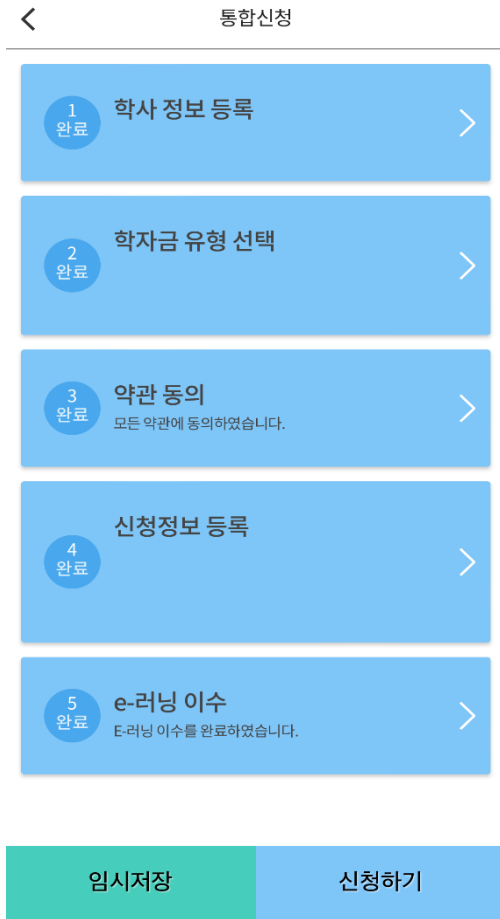 통합신청
1
완료
학사 정보 등록
2
완료
학자금 유형 선택
3
완료
약관 동의
모든 약관에 동의하였습니다.
4
완료
신청정보 등록
5
완료
e-러닝 이수
E-러닝 이수를 완료하였습니다.
임시저장
신청하기